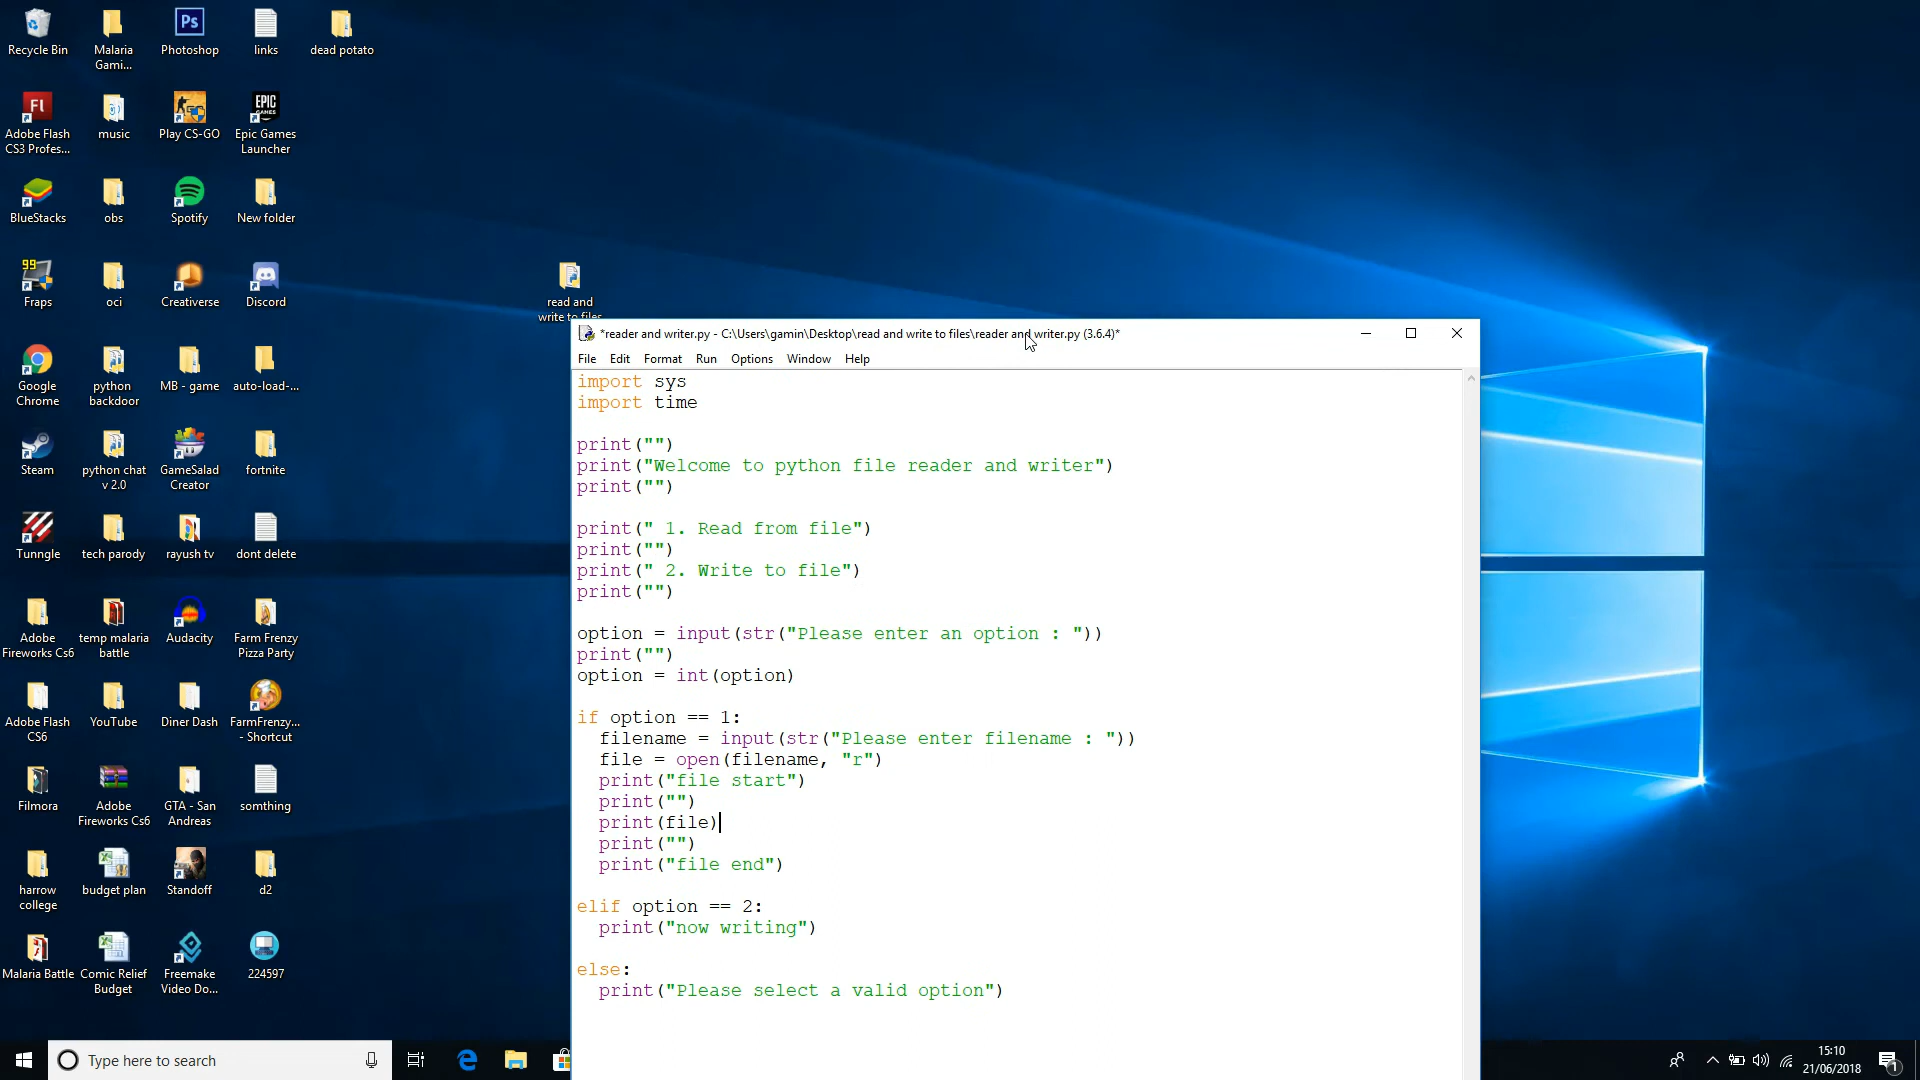 Recycle Bin
Malaria Gami...
Ps
Photoshop
links
dead potato
Fl
Adobe Flash CS3 Profes...
music
Play CS-GO
EPIC GAMES
Epic Games Launcher
BlueStacks
obs
Spotify
New folder
99
Fraps
oci
Creativerse
Discord
Google Chrome
python backdoor
MB - game
auto-load-...
Steam
python chat v 2.0
GameSalad Creator
fortnite
Tunngle
tech parody
rayush tv
dont delete
Adobe Fireworks Cs6
temp malaria battle
Audacity
Farm Frenzy Pizza Party
Adobe Flash CS6
YouTube
Diner Dash
FarmFrenzy... - Shortcut
Filmora
Adobe Fireworks Cs6
GTA - San Andreas
somthing
harrow college
budget plan
Standoff
d2
Malaria Battle
Comic Relief Budget
Freemake Video Do...
224597
read and write to files
*reader and writer.py - C:\Users\gamin\Desktop\read and write to files\reader and writer.py (3.6.4)*
File Edit Format Run Options Window Help
import sys
import time
print("")
print("Welcome to python file reader and writer")
print("")
print(" 1. Read from file")
print("")
print(" 2. Write to file")
print("")
option = input(str("Please enter an option : "))
print("")
option = int(option)
if option == 1:
  filename = input(str("Please enter filename : "))
  file = open(filename, "r")
  print("file start")
  print("")
  print(file)
  print("")
  print("file end")
elif option == 2:
  print("now writing")
else:
  print("Please select a valid option")
Type here to search
15:10
21/06/2018
1